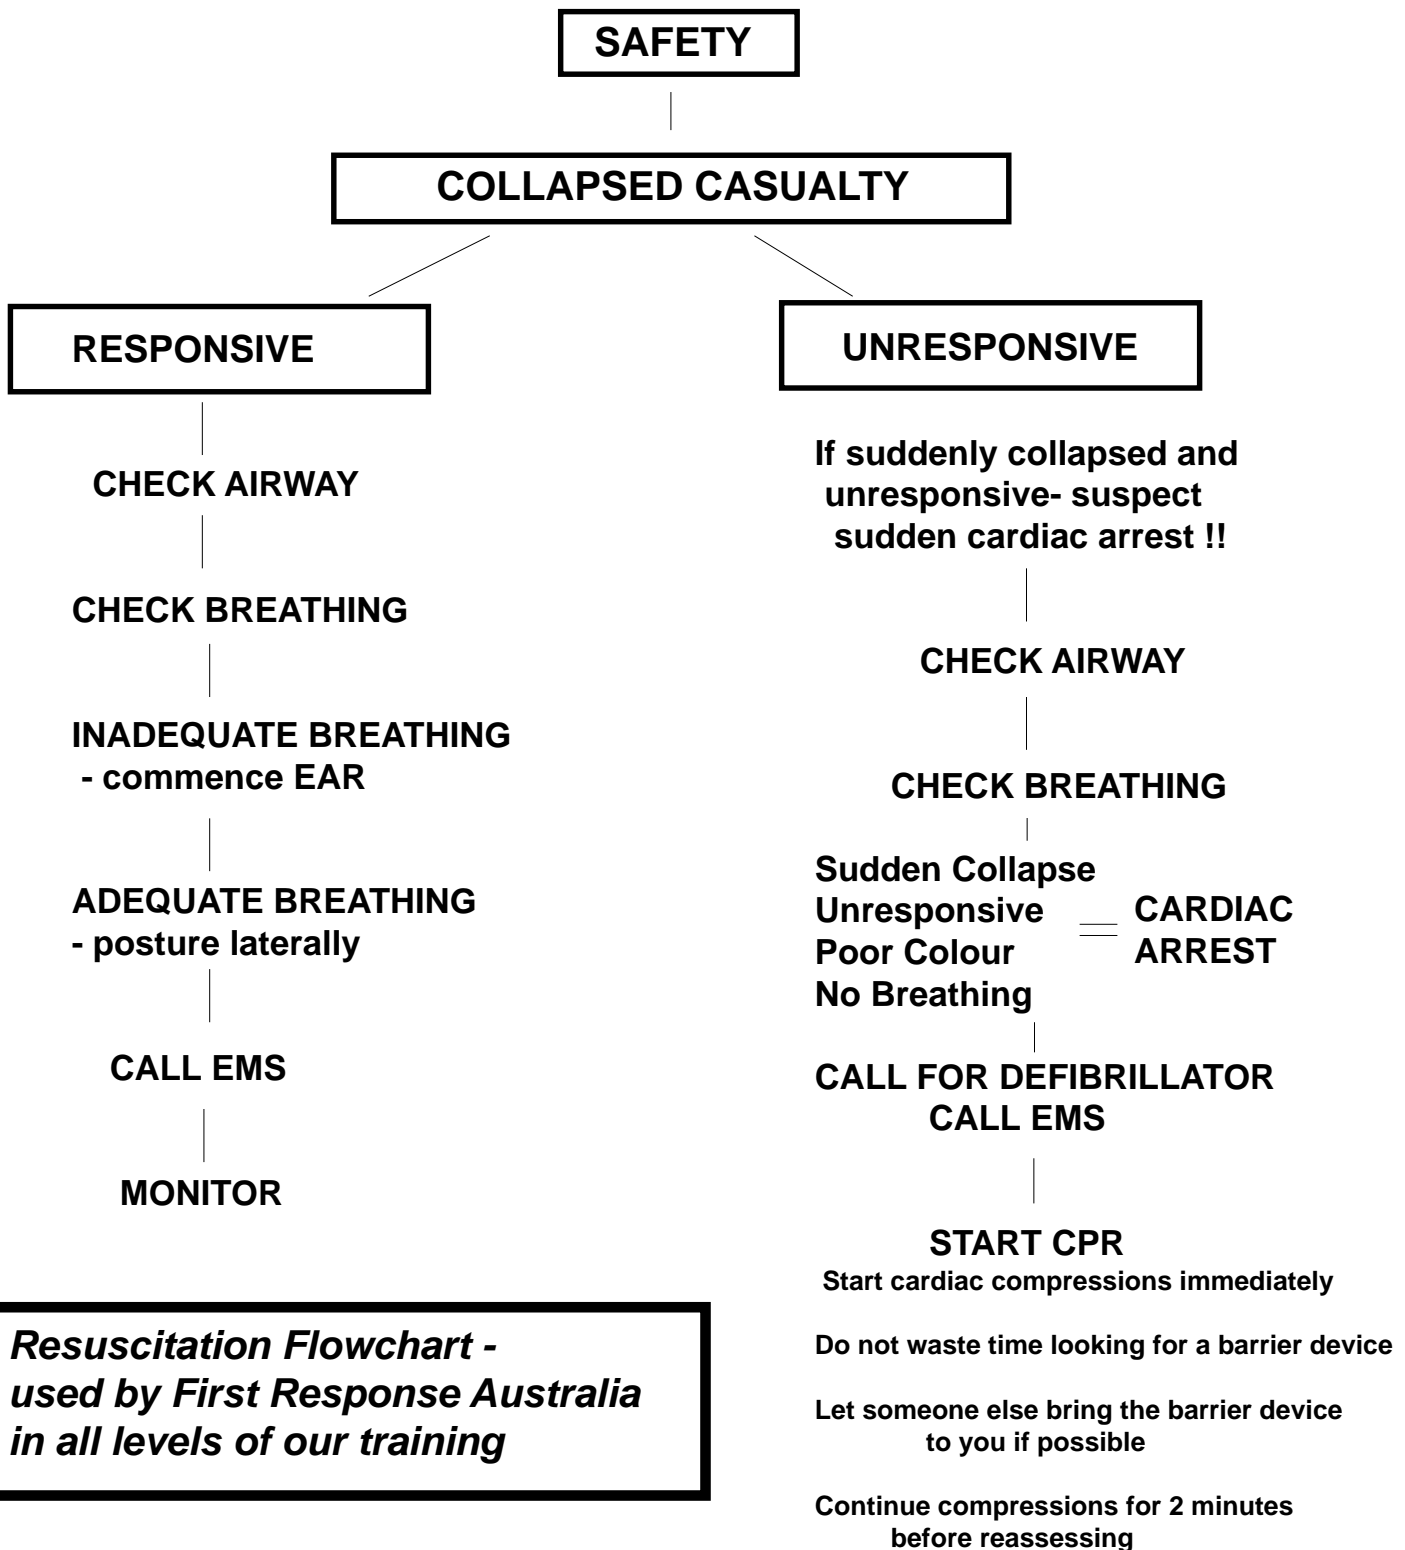 SAFETY
COLLAPSED CASUALTY
RESPONSIVE
CHECK AIRWAY
CHECK BREATHING
INADEQUATE BREATHING
- commence EAR
ADEQUATE BREATHING
- posture laterally
CALL EMS
MONITOR
UNRESPONSIVE
If suddenly collapsed and
unresponsive- suspect
sudden cardiac arrest !!
CHECK AIRWAY
CHECK BREATHING
Sudden Collapse
Unresponsive
Poor Colour
No Breathing
CARDIAC
ARREST
CALL FOR DEFIBRILLATOR
CALL EMS
START CPR
Start cardiac compressions immediately
Do not waste time looking for a barrier device
Let someone else bring the barrier device
to you if possible
Continue compressions for 2 minutes
before reassessing
Resuscitation Flowchart -
used by First Response Australia
in all levels of our training